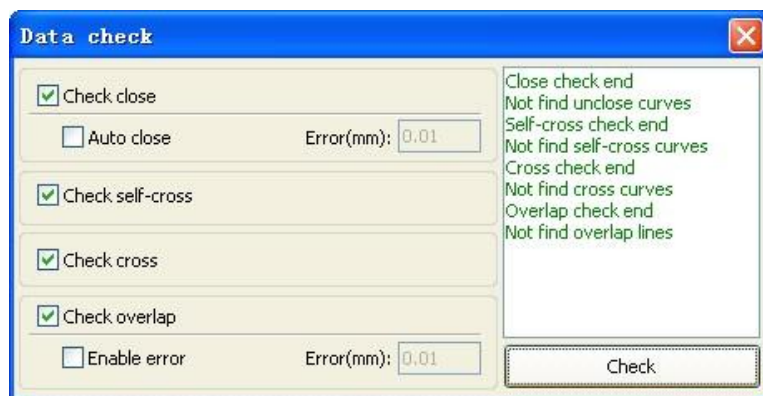 Data check
Check close
Auto close Error(mm): 0.01
Check self-cross
Check cross
Check overlap
Enable error Error(mm): 0.01
Close check end
Not find unclose curves
Self-cross check end
Not find self-cross curves
Cross check end
Not find cross curves
Overlap check end
Not find overlap lines
Check